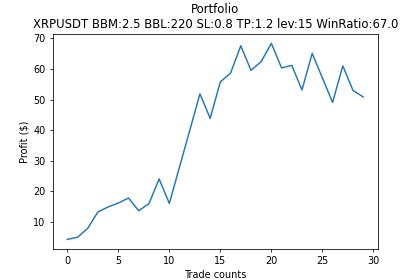 Portfolio
XRPUSDT BBM:2.5 BBL:220 SL:0.8 TP:1.2 lev:15 WinRatio:67.0
70
60
50
40
30
20
10
Profit ($)
0 5 10 15 20 25 30
Trade counts